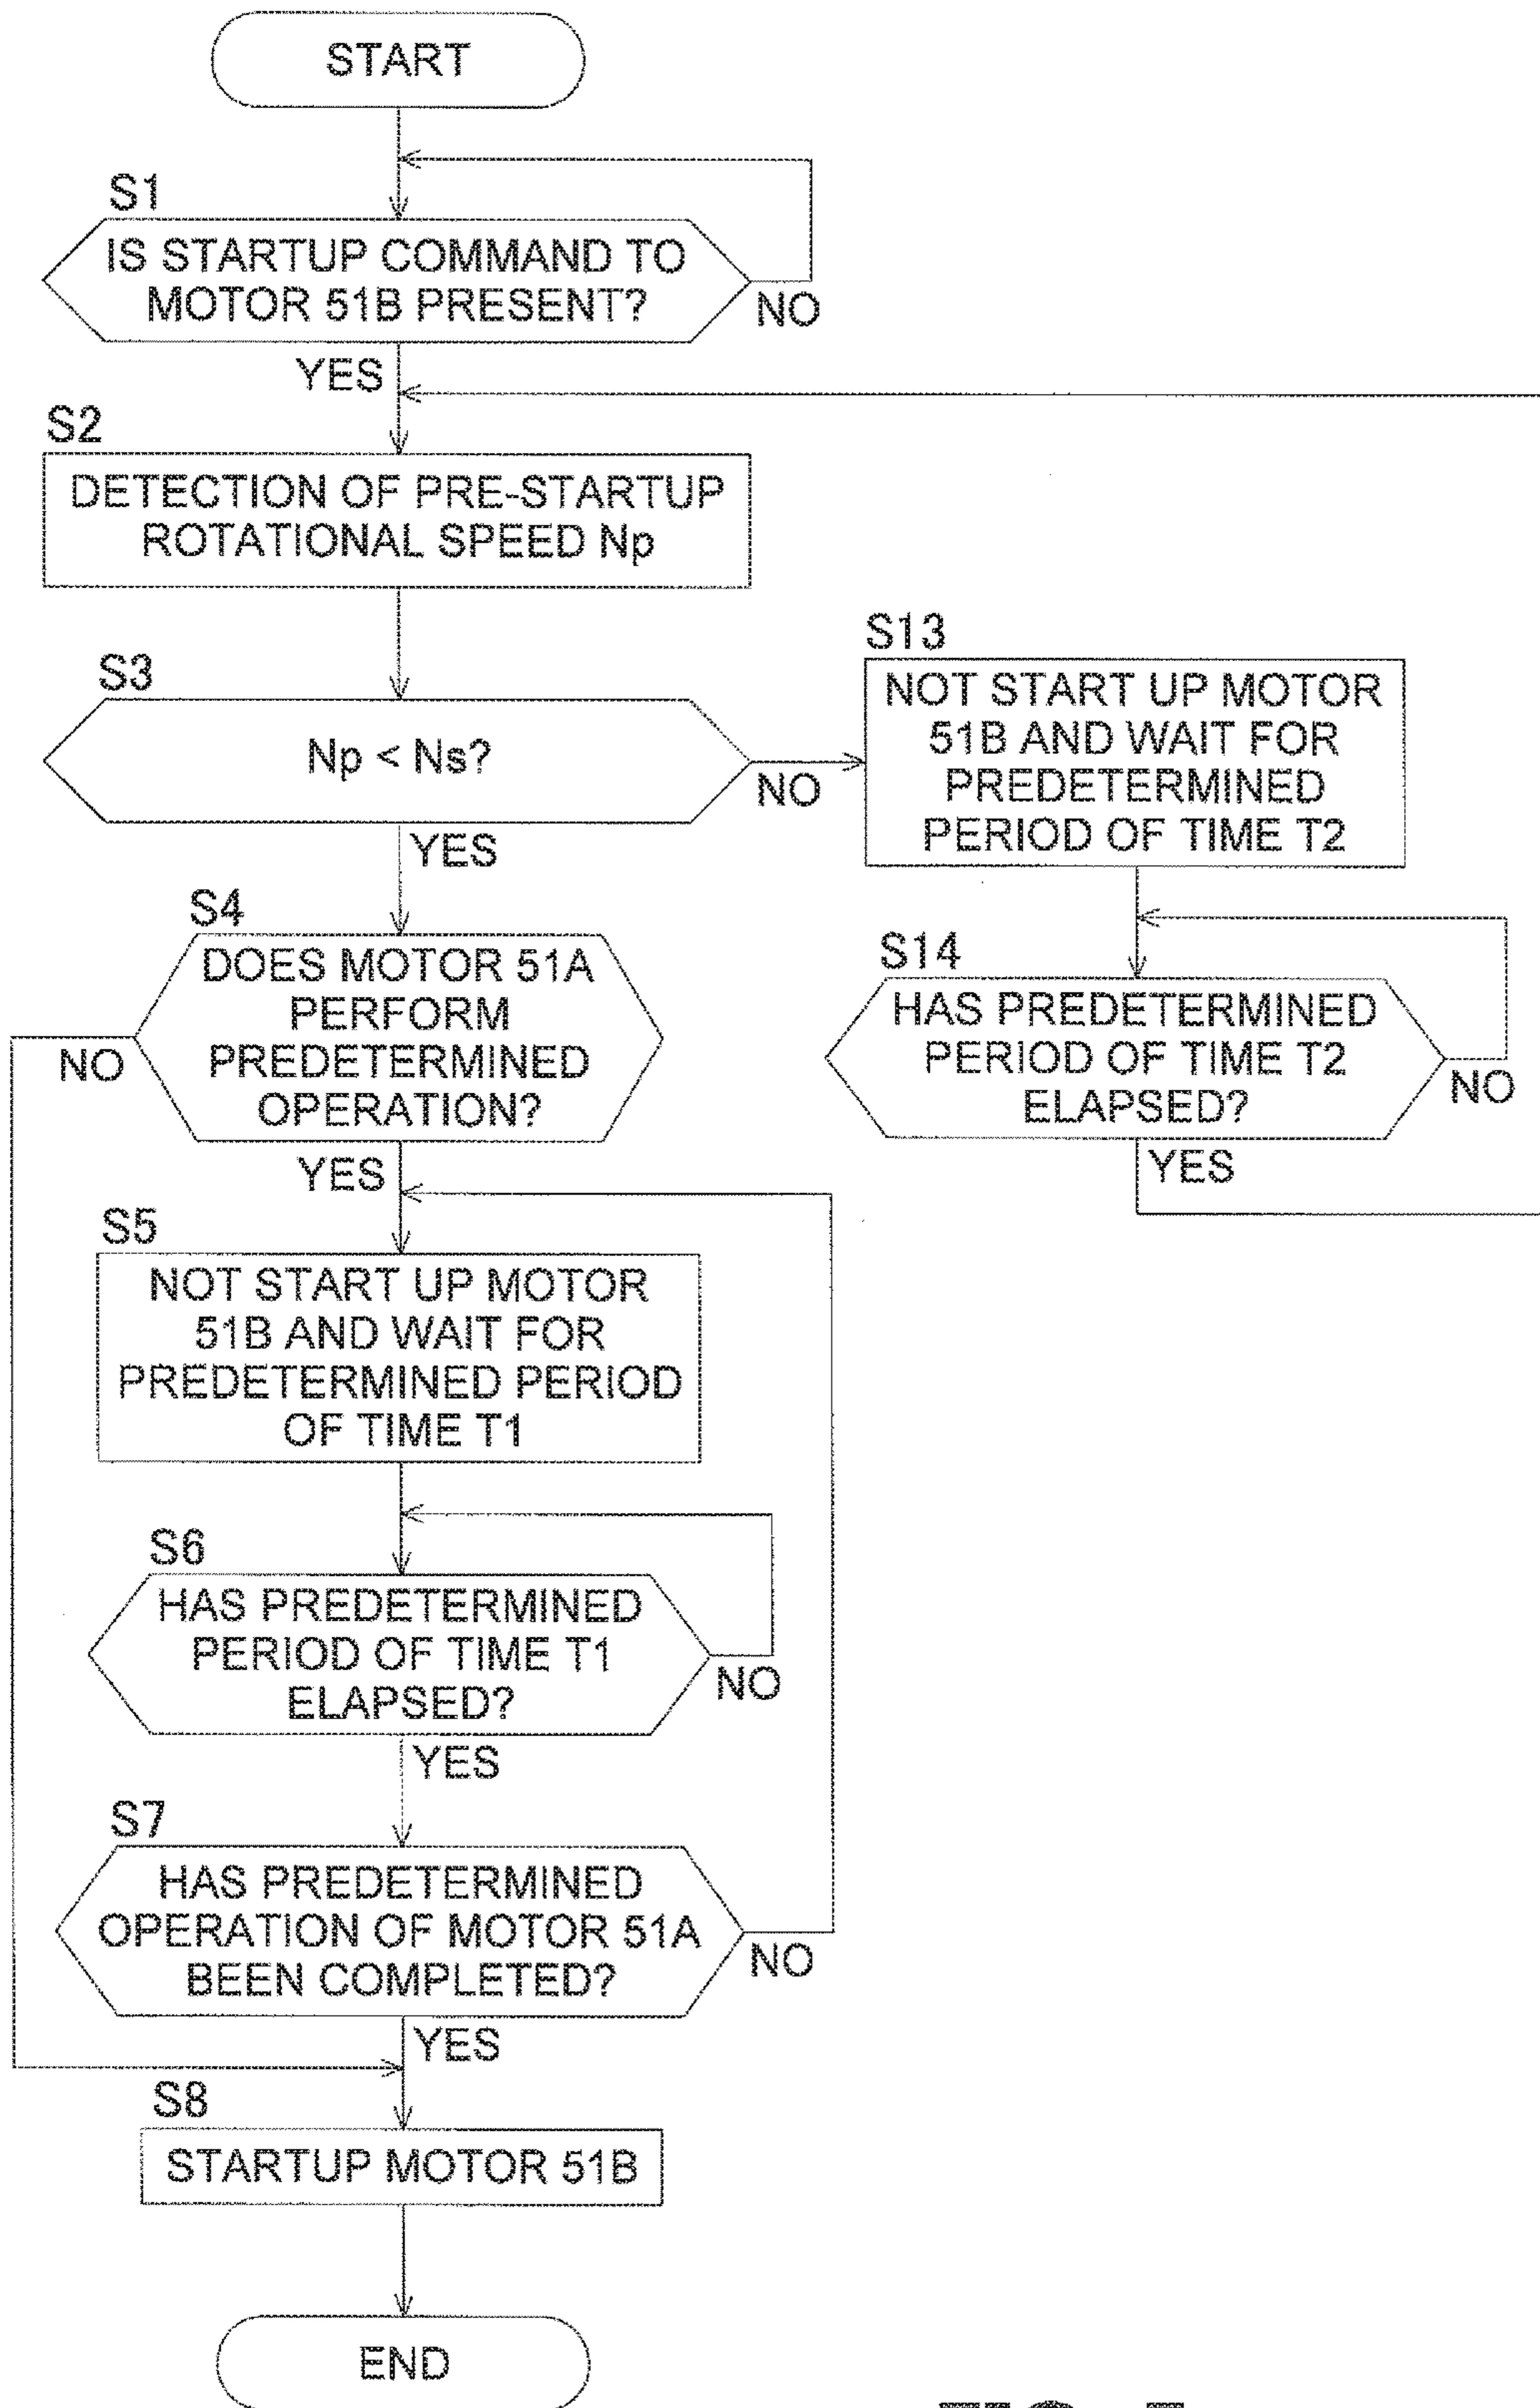 START
S1
IS STARTUP COMMAND TO
MOTOR 51B PRESENT?
NO
YES
S2
DETECTION OF PRE-STARTUP
ROTATIONAL SPEED Np
S3
Np < Ns?
NO
YES
S13
NOT START UP MOTOR
51B AND WAIT FOR
PREDETERMINED
PERIOD OF TIME T2
S14
HAS PREDETERMINED
PERIOD OF TIME T2
ELAPSED?
NO
YES
S4
DOES MOTOR 51A
PERFORM
PREDETERMINED
OPERATION?
NO
YES
S5
NOT START UP MOTOR
51B AND WAIT FOR
PREDETERMINED PERIOD
OF TIME T1
S6
HAS PREDETERMINED
PERIOD OF TIME T1
ELAPSED?
NO
YES
S7
HAS PREDETERMINED
OPERATION OF MOTOR 51A
BEEN COMPLETED?
NO
YES
S8
STARTUP MOTOR 51B
END